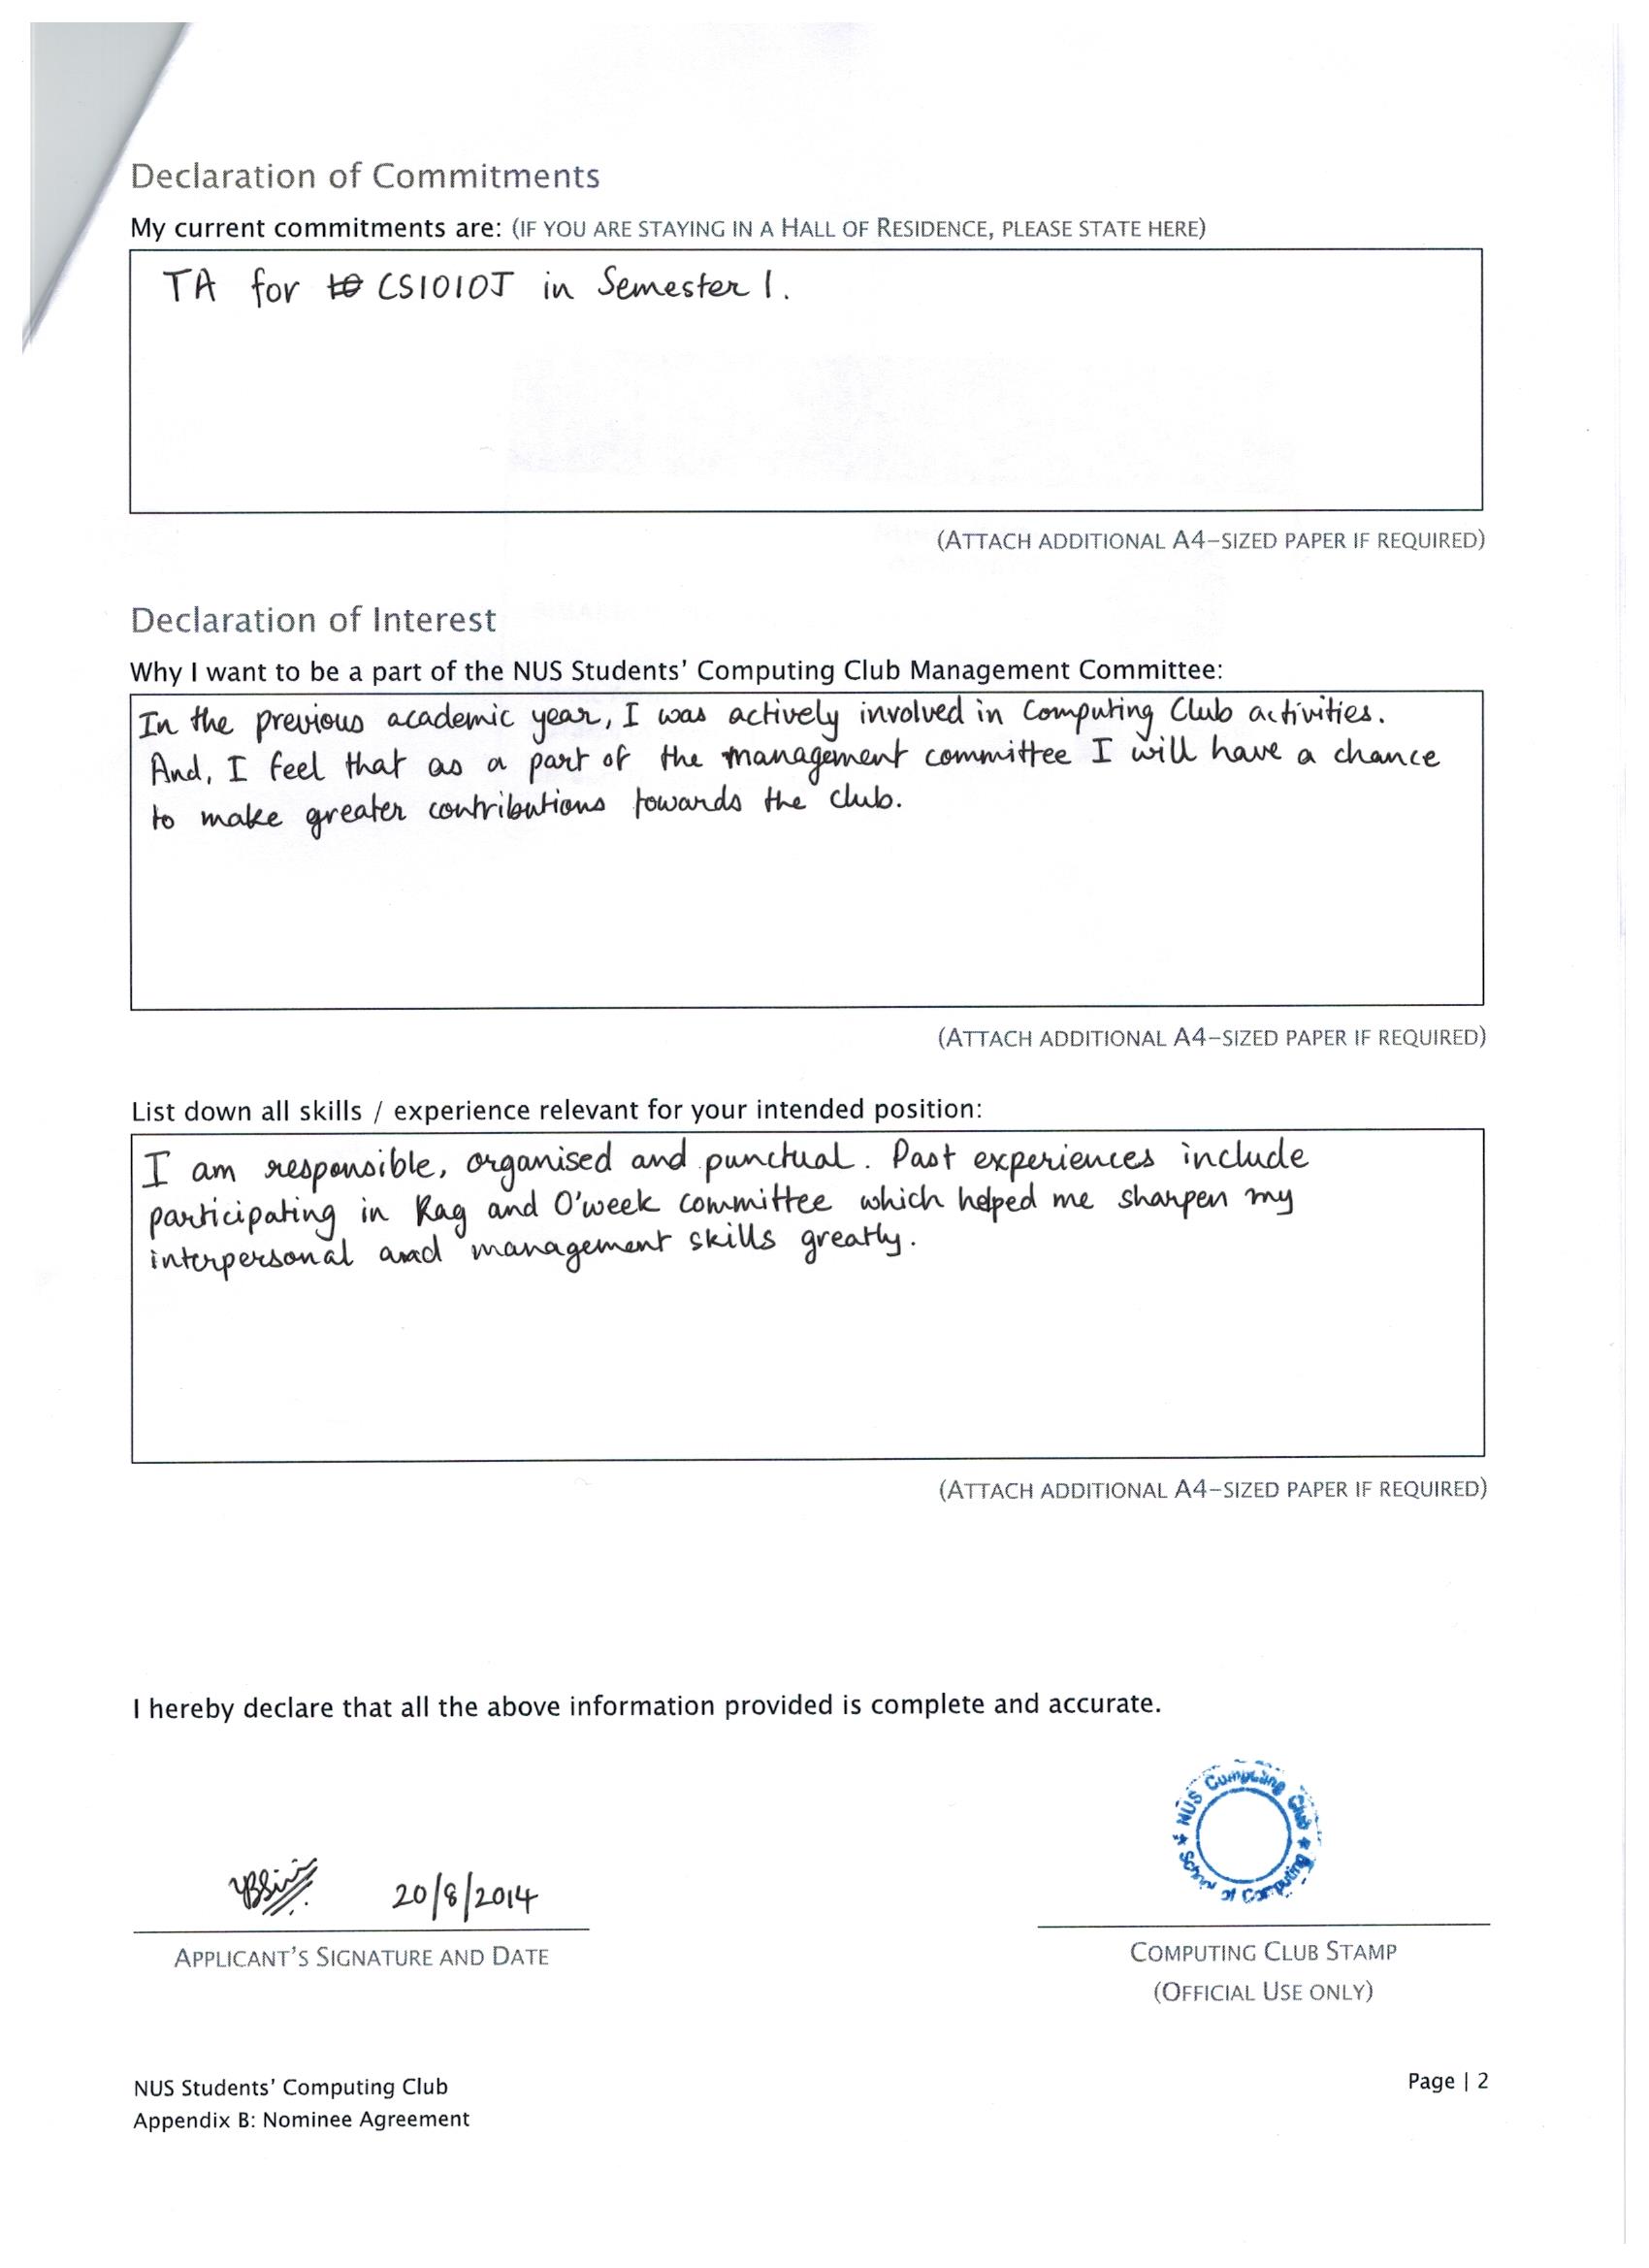 Declaration of Commitments
My current commitments are: (IF YOU ARE STAYING IN A HALL OF RESIDENCE, PLEASE STATE HERE)
TA for CS1010J in Semester 1.
(ATTACH ADDITIONAL A4-SIZED PAPER IF REQUIRED)
Declaration of Interest
Why I want to be a part of the NUS Students' Computing Club Management Committee:
In the previous academic year, I was actively involved in Computing Club activities.
And, I feel that as a part of the management committee I will have a chance
to make greater contributions towards the club.
(ATTACH ADDITIONAL A4-SIZED PAPER IF REQUIRED)
List down all skills / experience relevant for your intended position:
I am responsible, organised and punctual. Past experiences include
participating in Rag and O'week committee which helped me sharpen my
interpersonal and management skills greatly.
(ATTACH ADDITIONAL A4-SIZED PAPER IF REQUIRED)
I hereby declare that all the above information provided is complete and accurate.
NUS Computing Club
School of Computing
20/8/2014
APPLICANT'S SIGNATURE AND DATE
COMPUTING CLUB STAMP
(OFFICIAL USE ONLY)
NUS Students' Computing Club
Page | 2
Appendix B: Nominee Agreement